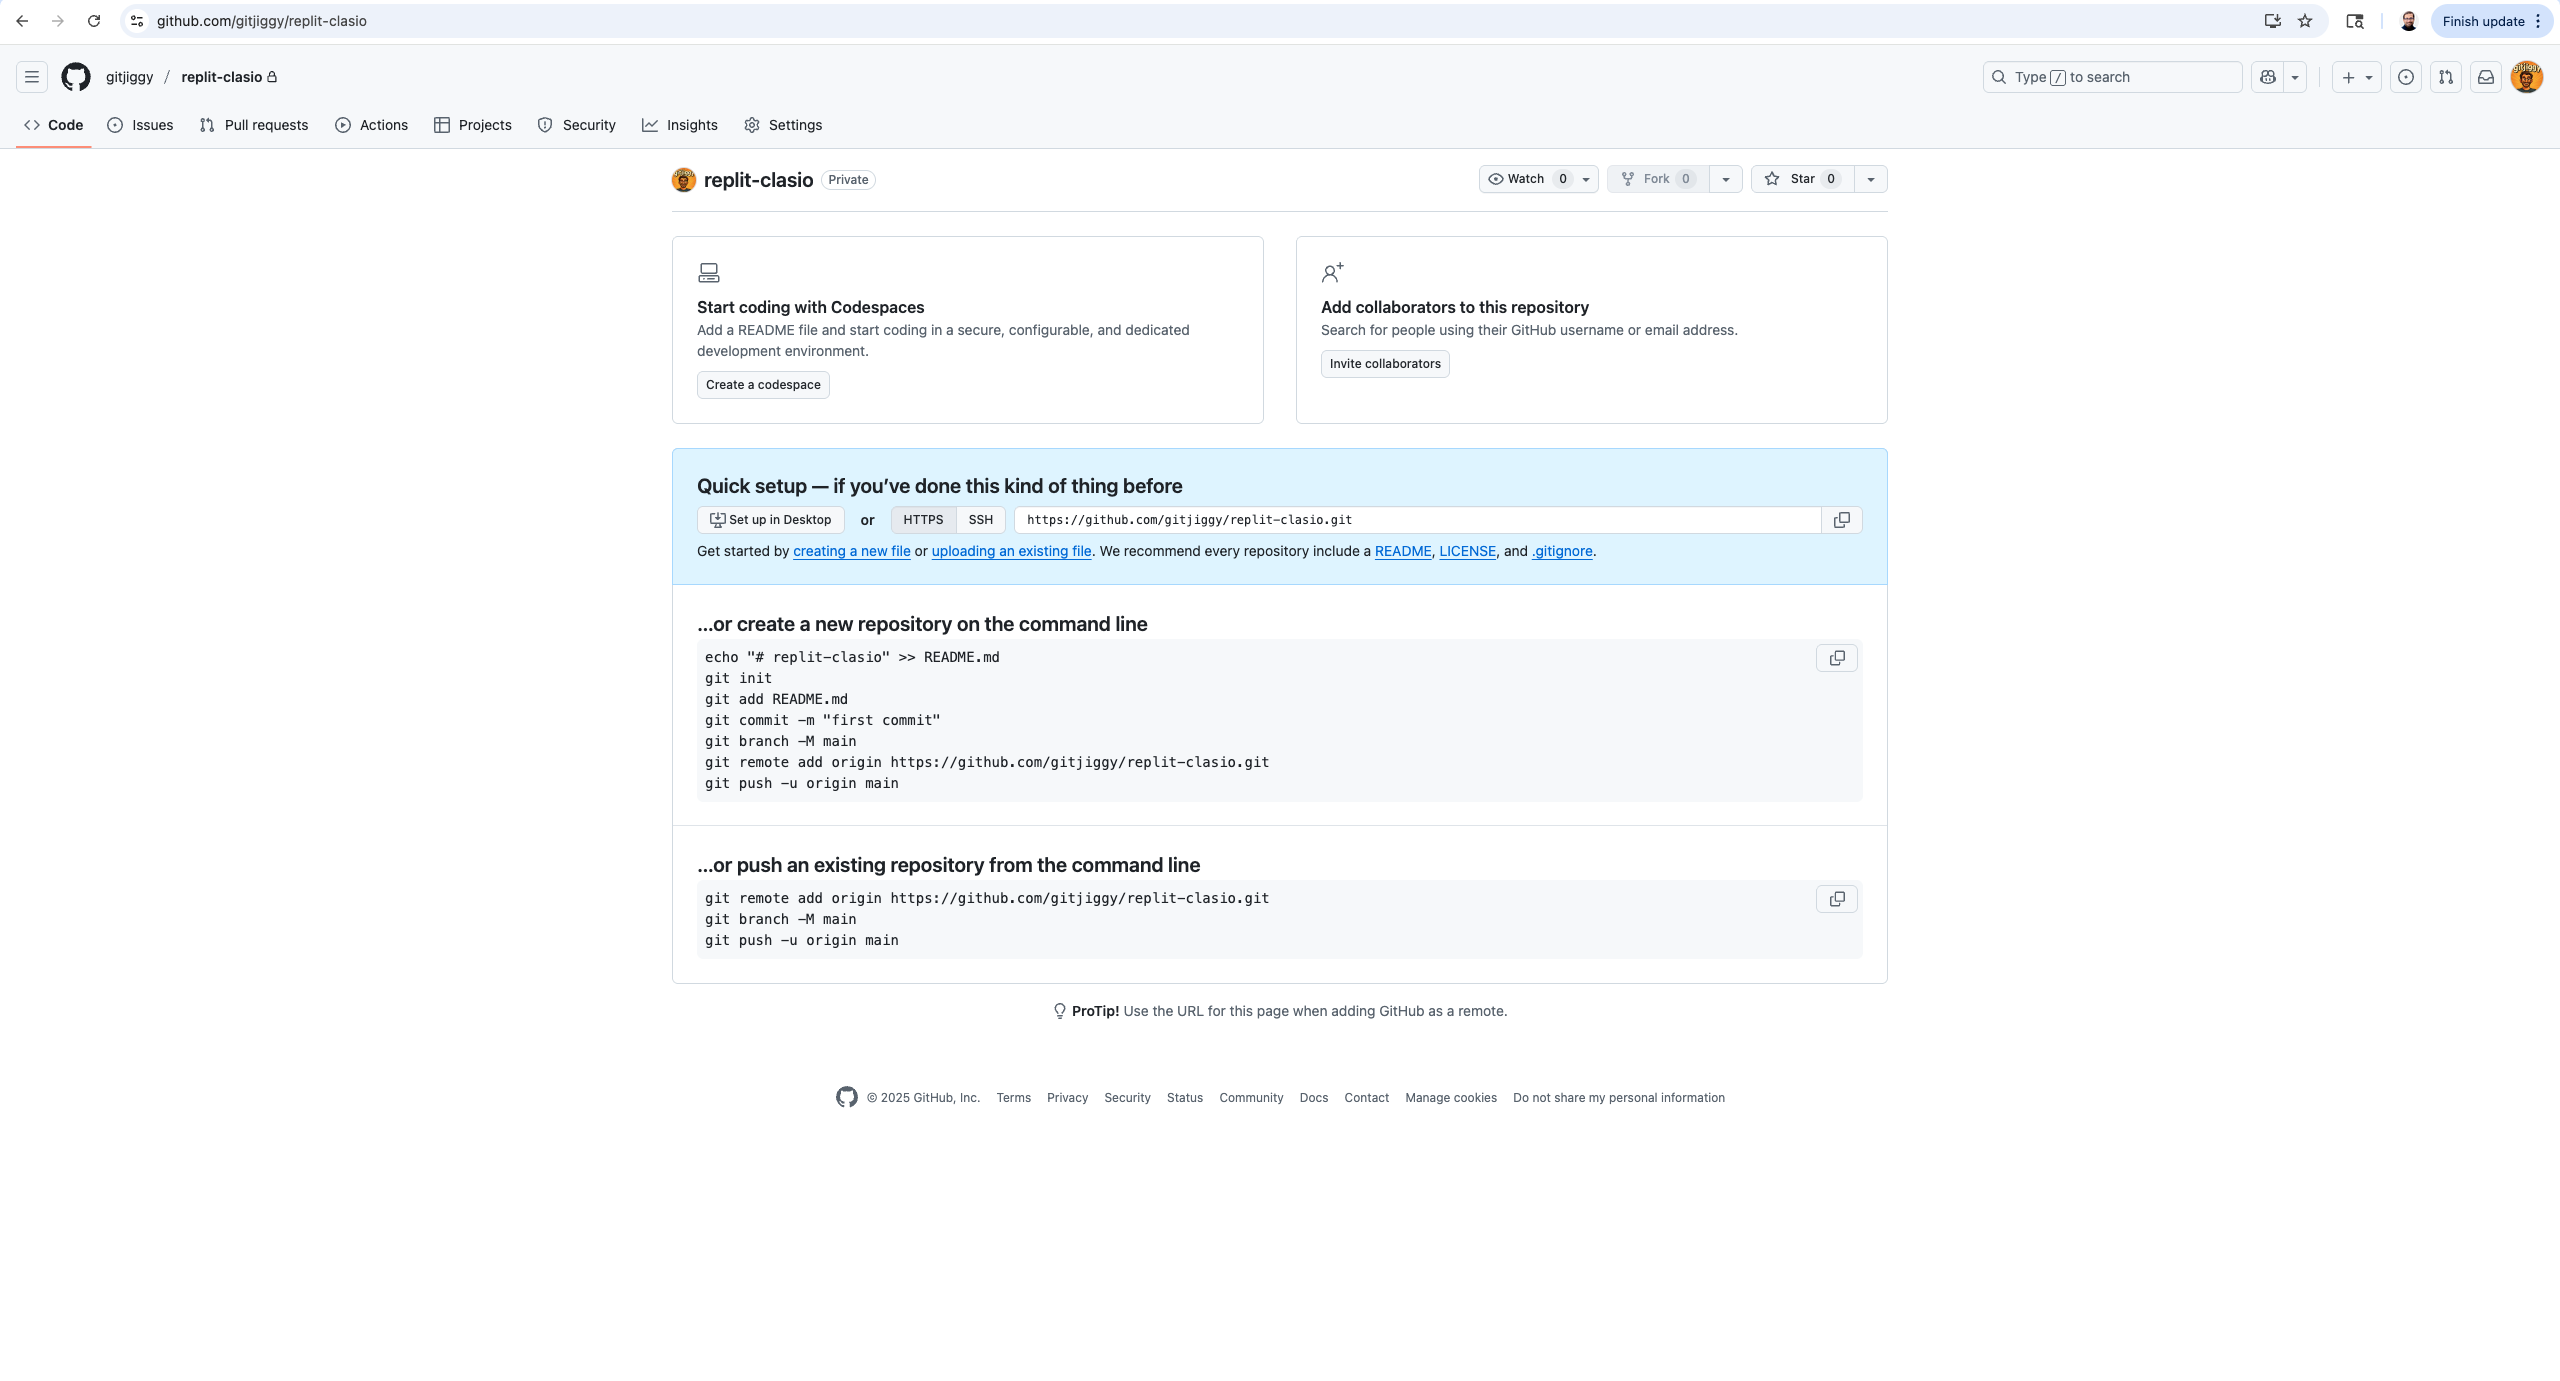 github.com/gitjiggy/replit-clasio
Finish update
gitjiggy / replit-clasio
Type / to search
Code Issues Pull requests Actions Projects Security Insights Settings
replit-clasio Private
Watch 0 Fork 0 Star 0
Start coding with Codespaces
Add a README file and start coding in a secure, configurable, and dedicated
development environment.
Create a codespace
Add collaborators to this repository
Search for people using their GitHub username or email address.
Invite collaborators
Quick setup — if you’ve done this kind of thing before
Set up in Desktop or HTTPS SSH https://github.com/gitjiggy/replit-clasio.git
Get started by creating a new file or uploading an existing file. We recommend every repository include a README, LICENSE, and .gitignore.
…or create a new repository on the command line
echo "# replit-clasio" >> README.md
git init
git add README.md
git commit -m "first commit"
git branch -M main
git remote add origin https://github.com/gitjiggy/replit-clasio.git
git push -u origin main
…or push an existing repository from the command line
git remote add origin https://github.com/gitjiggy/replit-clasio.git
git branch -M main
git push -u origin main
ProTip! Use the URL for this page when adding GitHub as a remote.
© 2025 GitHub, Inc. Terms Privacy Security Status Community Docs Contact Manage cookies Do not share my personal information